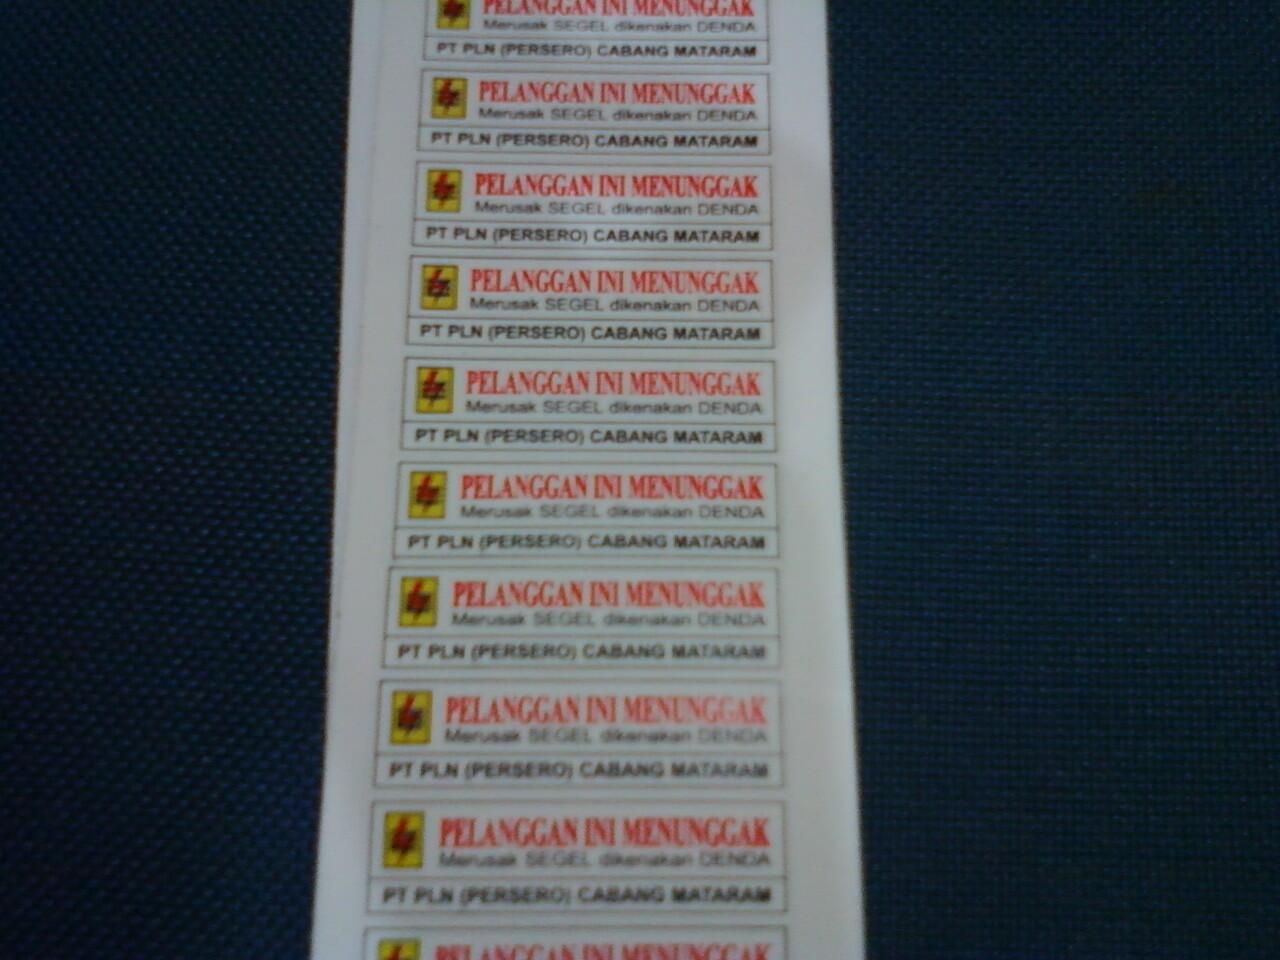 PELANGGAN INI MENUNGGAK
Merusak SEGEL dikenakan DENDA
PT PLN (PERSERO) CABANG MATARAM
PELANGGAN INI MENUNGGAK
Merusak SEGEL dikenakan DENDA
PT PLN (PERSERO) CABANG MATARAM
PELANGGAN INI MENUNGGAK
Merusak SEGEL dikenakan DENDA
PT PLN (PERSERO) CABANG MATARAM
PELANGGAN INI MENUNGGAK
Merusak SEGEL dikenakan DENDA
PT PLN (PERSERO) CABANG MATARAM
PELANGGAN INI MENUNGGAK
Merusak SEGEL dikenakan DENDA
PT PLN (PERSERO) CABANG MATARAM
PELANGGAN INI MENUNGGAK
Merusak SEGEL dikenakan DENDA
PT PLN (PERSERO) CABANG MATARAM
PELANGGAN INI MENUNGGAK
Merusak SEGEL dikenakan DENDA
PT PLN (PERSERO) CABANG MATARAM
PELANGGAN INI MENUNGGAK
Merusak SEGEL dikenakan DENDA
PT PLN (PERSERO) CABANG MATARAM
PELANGGAN INI MENUNGGAK
Merusak SEGEL dikenakan DENDA
PT PLN (PERSERO) CABANG MATARAM
PELANGGAN INI MENUNGGAK